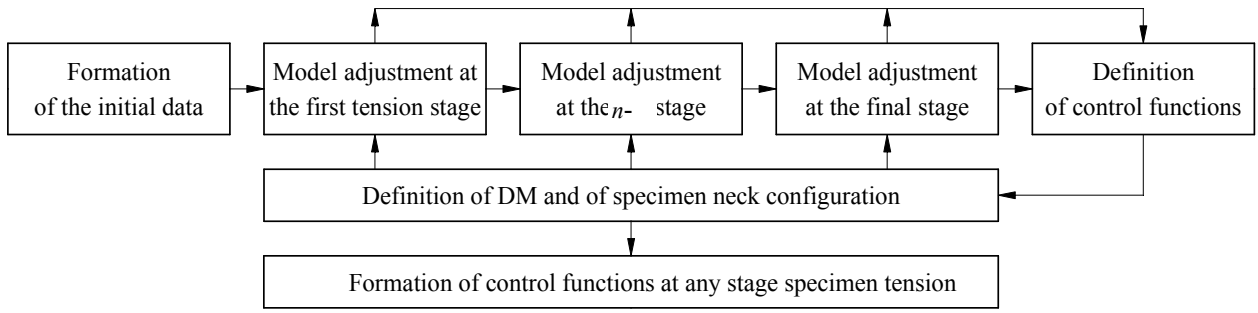 Formation
of the initial data
Model adjustment at
the first tension stage
Model adjustment
at the n- stage
Model adjustment
at the final stage
Definition
of control functions
Definition of DM and of specimen neck configuration
Formation of control functions at any stage specimen tension